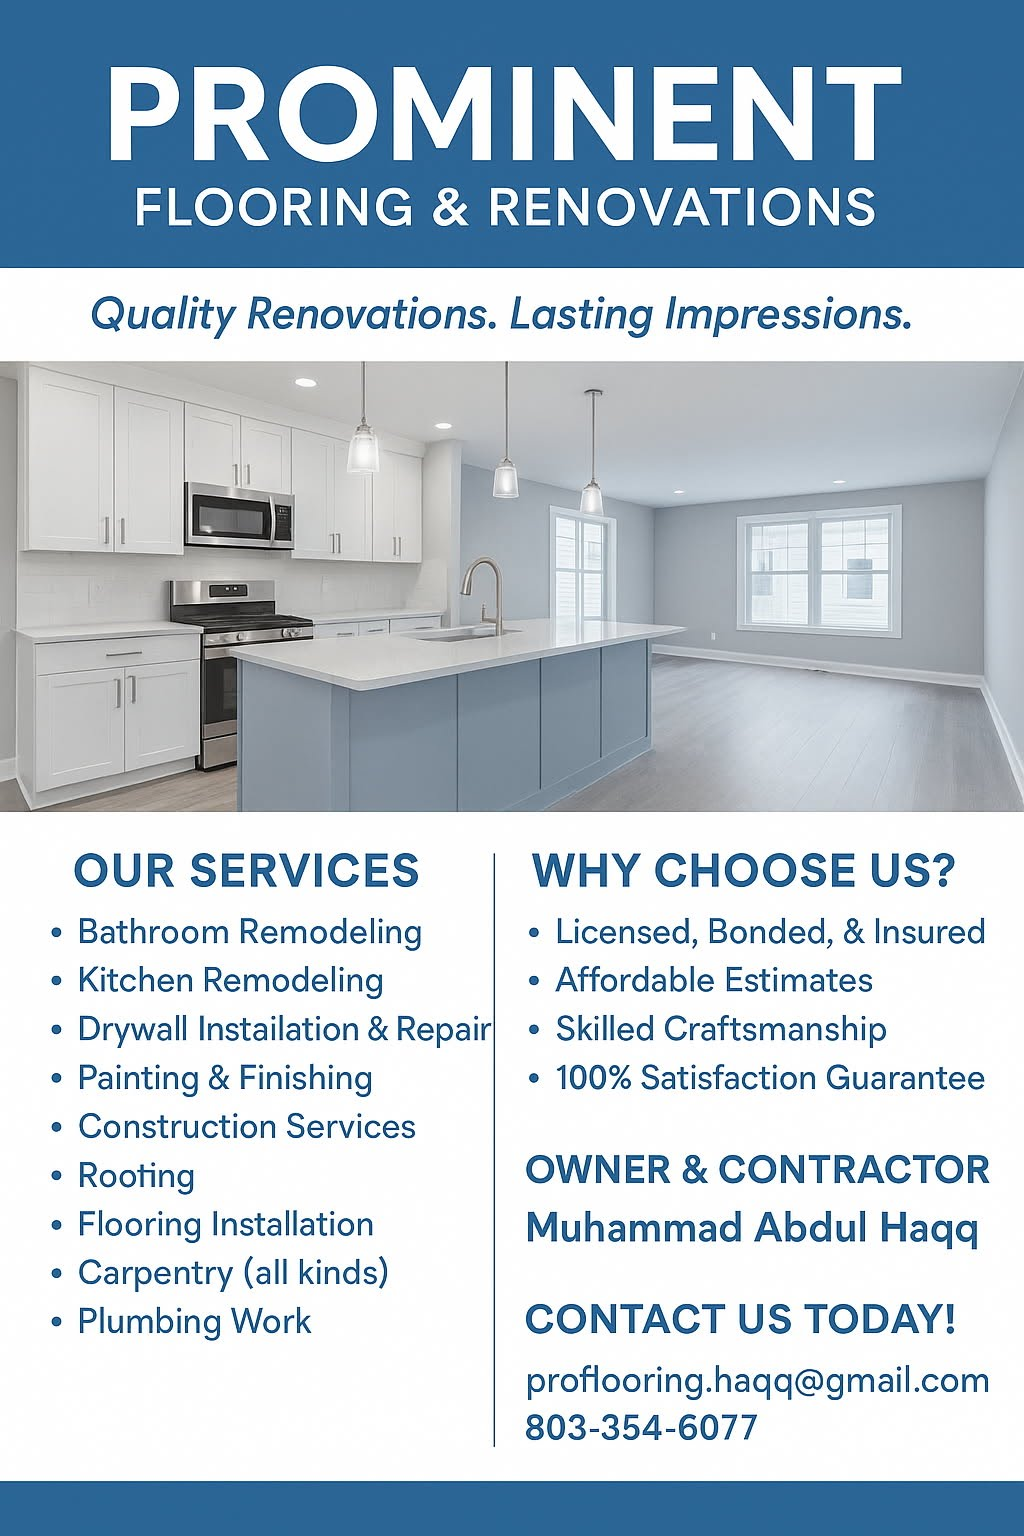 PROMINENT
FLOORING & RENOVATIONS
Quality Renovations. Lasting Impressions.
OUR SERVICES
• Bathroom Remodeling
• Kitchen Remodeling
• Drywall Instailation & Repair
• Painting & Finishing
• Construction Services
• Rooting
• Flooring Installation
• Carpentry (all kinds)
• Plumbing Work
WHY CHOOSE US?
• Licensed, Bonded, & Insured
• Affordable Estimates
• Skilled Craftsmanship
• 100% Satisfaction Guarantee
OWNER & CONTRACTOR
Muhammad Abdul Haqq
CONTACT US TODAY!
proflooring.haqq@gmail.com
803-354-6077